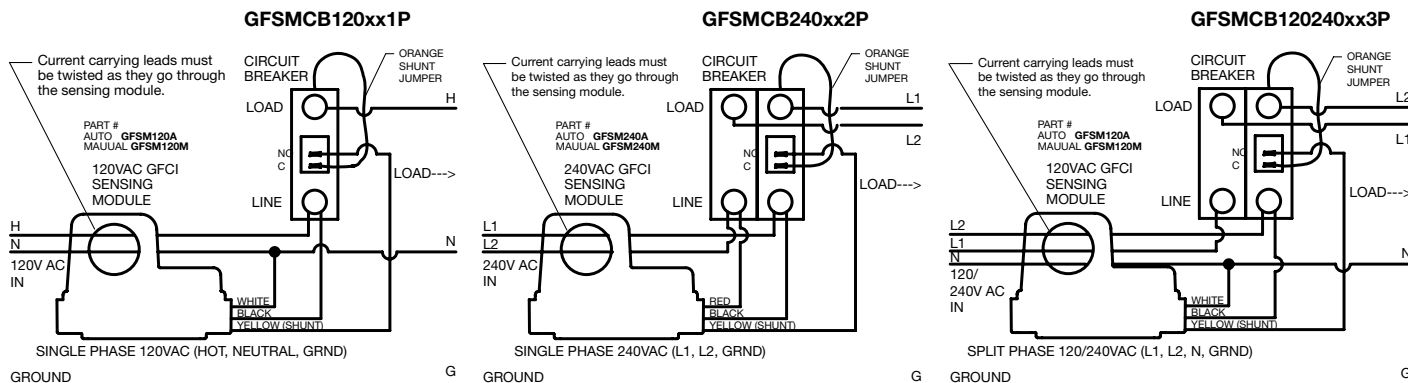 GFSMCB120xx1P
Current carrying leads must
be twisted as they go through
the sensing module.
CIRCUIT
BREAKER
ORANGE
SHUNT
JUMPER
LOAD
H
PART #
AUTO GFSM120A
MAUUAL GFSM120M
NO
C
120VAC GFCI
SENSING
MODULE
LOAD--->
LINE
H
N
N
120V AC
IN
WHITE
BLACK
YELLOW (SHUNT)
SINGLE PHASE 120VAC (HOT, NEUTRAL, GRND)
GROUND
G
GFSMCB240xx2P
Current carrying leads must
be twisted as they go through
the sensing module.
CIRCUIT
BREAKER
ORANGE
SHUNT
JUMPER
LOAD
L1
L2
PART #
AUTO GFSM240A
MAUUAL GFSM240M
NO
C
240VAC GFCI
SENSING
MODULE
LOAD--->
LINE
L1
L2
240V AC
IN
RED
BLACK
YELLOW (SHUNT)
SINGLE PHASE 240VAC (L1, L2, GRND)
GROUND
G
GFSMCB120240xx3P
Current carrying leads must
be twisted as they go through
the sensing module.
CIRCUIT
BREAKER
ORANGE
SHUNT
JUMPER
LOAD
L2
L1
PART #
AUTO GFSM120A
MAUUAL GFSM120M
NO
C
120VAC GFCI
SENSING
MODULE
LOAD--->
LINE
L2
L1
N
N
120/
240V AC
IN
WHITE
BLACK
YELLOW (SHUNT)
SPLIT PHASE 120/240VAC (L1, L2, N, GRND)
GROUND
G